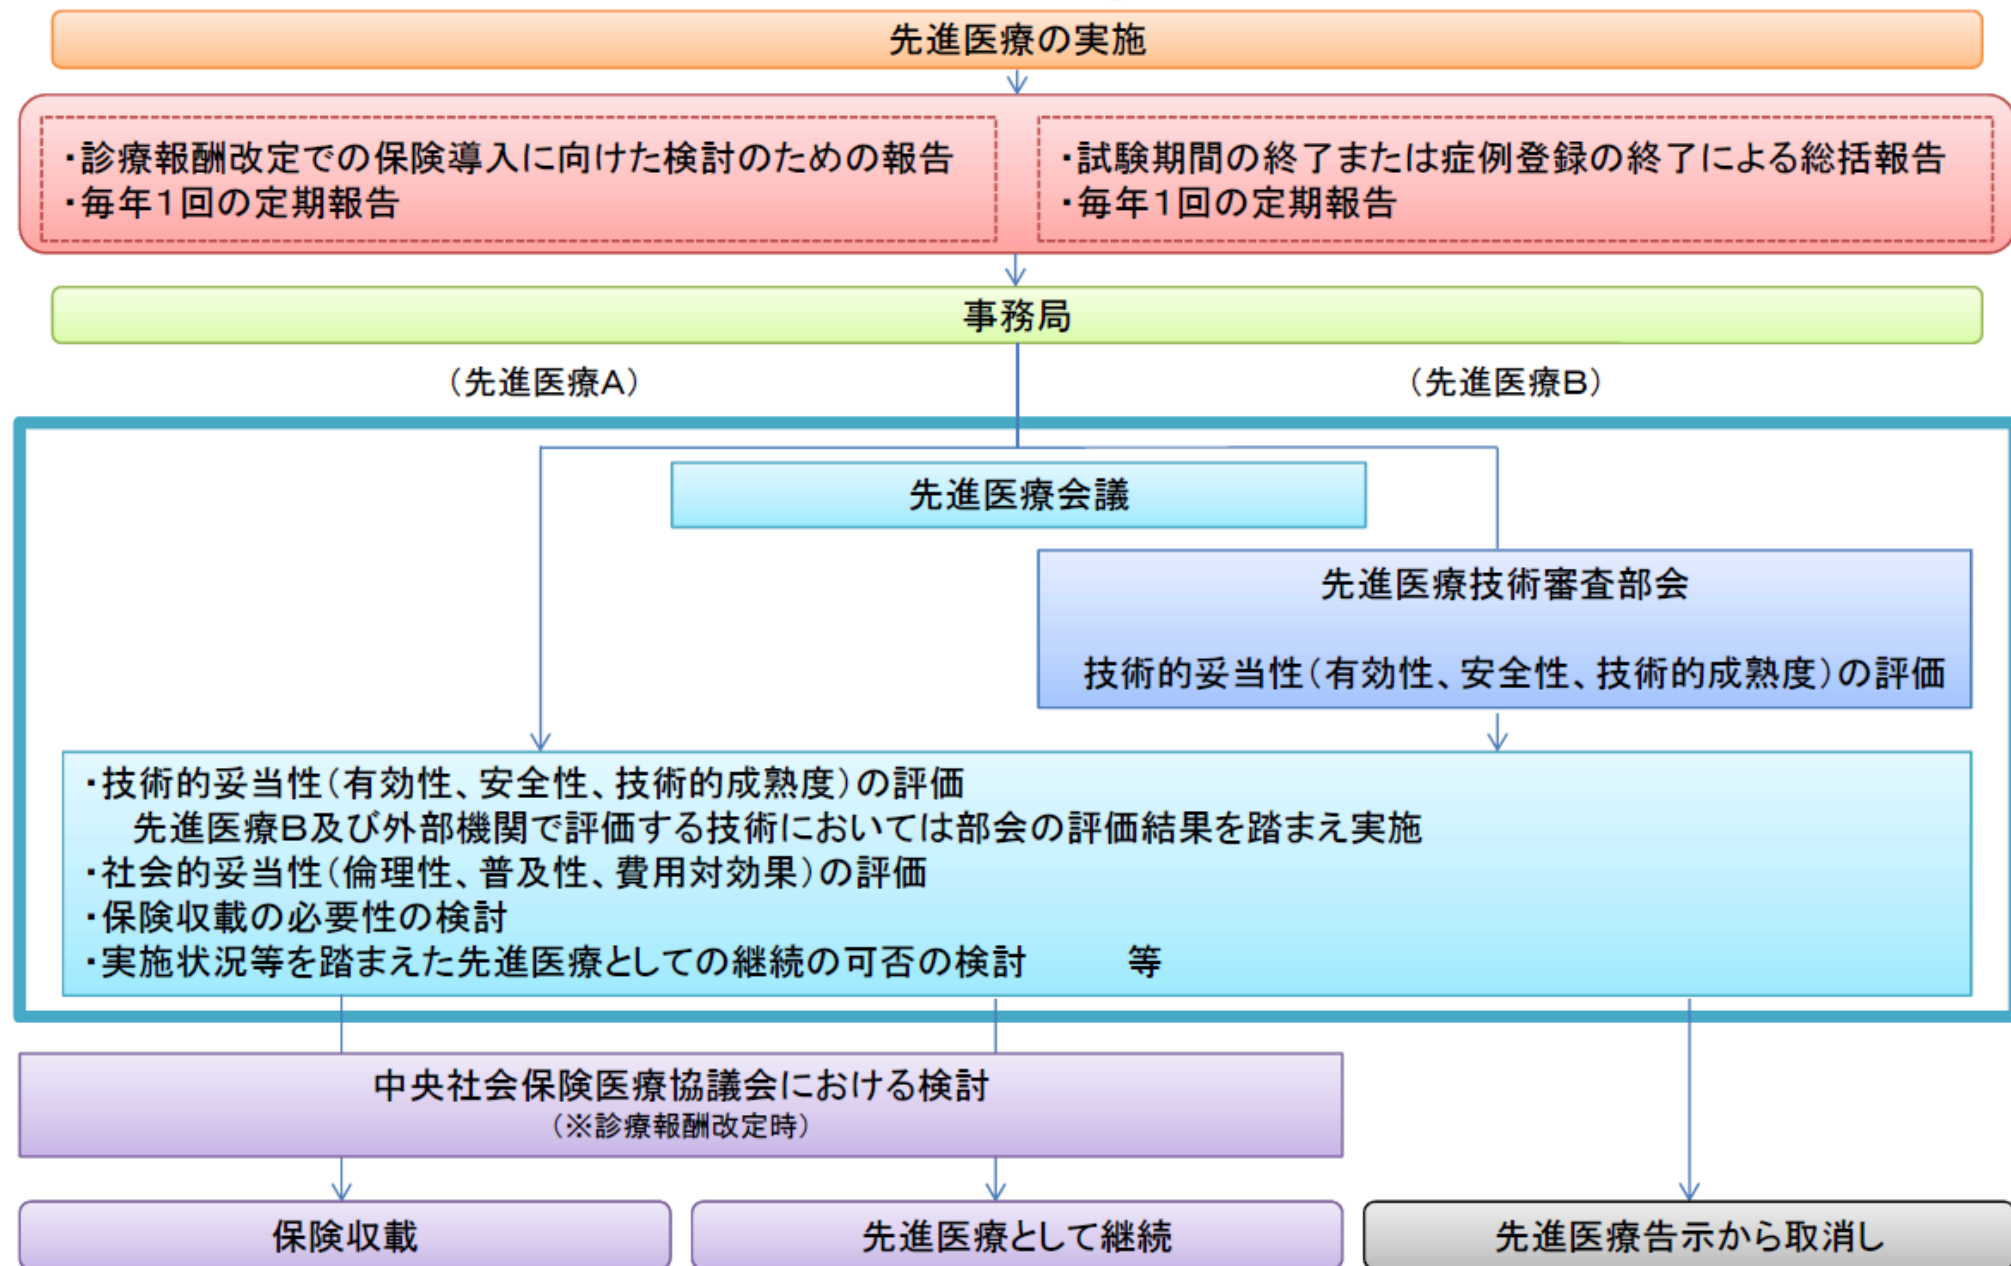 先進医療の実施
・診療報酬改定での保険導入に向けた検討のための報告
・毎年１回の定期報告
・試験期間の終了または症例登録の終了による総括報告
・毎年１回の定期報告
事務局
（先進医療Ａ）
（先進医療Ｂ）
先進医療会議
先進医療技術審査部会
技術的妥当性（有効性、安全性、技術的成熟度）の評価
・技術的妥当性（有効性、安全性、技術的成熟度）の評価
先進医療Ｂ及び外部機関で評価する技術においては部会の評価結果を踏まえ実施
・社会的妥当性（倫理性、普及性、費用対効果）の評価
・保険収載の必要性の検討
・実施状況等を踏まえた先進医療としての継続の可否の検討　　　等
中央社会保険医療協議会における検討
（※診療報酬改定時）
保険収載
先進医療として継続
先進医療告示から取消し